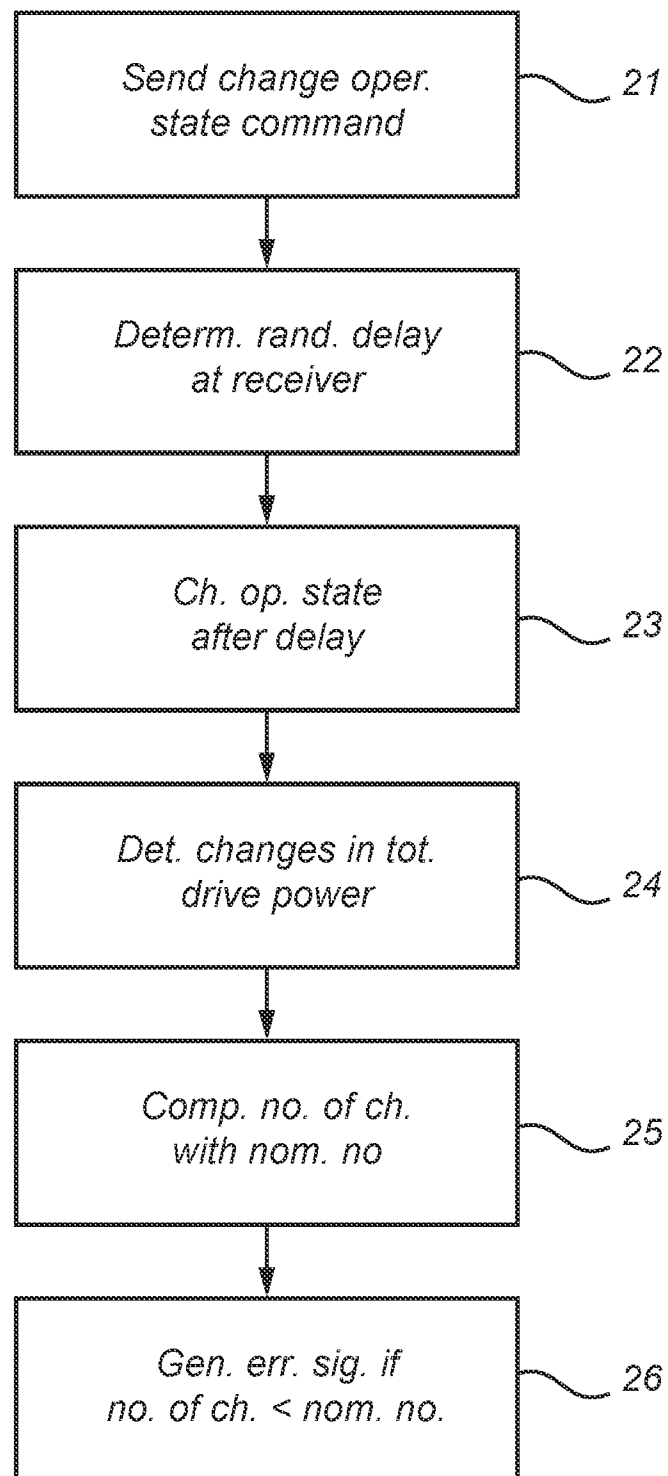 Send change oper.
state command
21
Determ. rand. delay
at receiver
22
Ch. op. state
after delay
23
Det. changes in tot.
drive power
24
Comp. no. of ch.
with nom. no
25
Gen. err. sig. if
no. of ch. < nom. no.
26